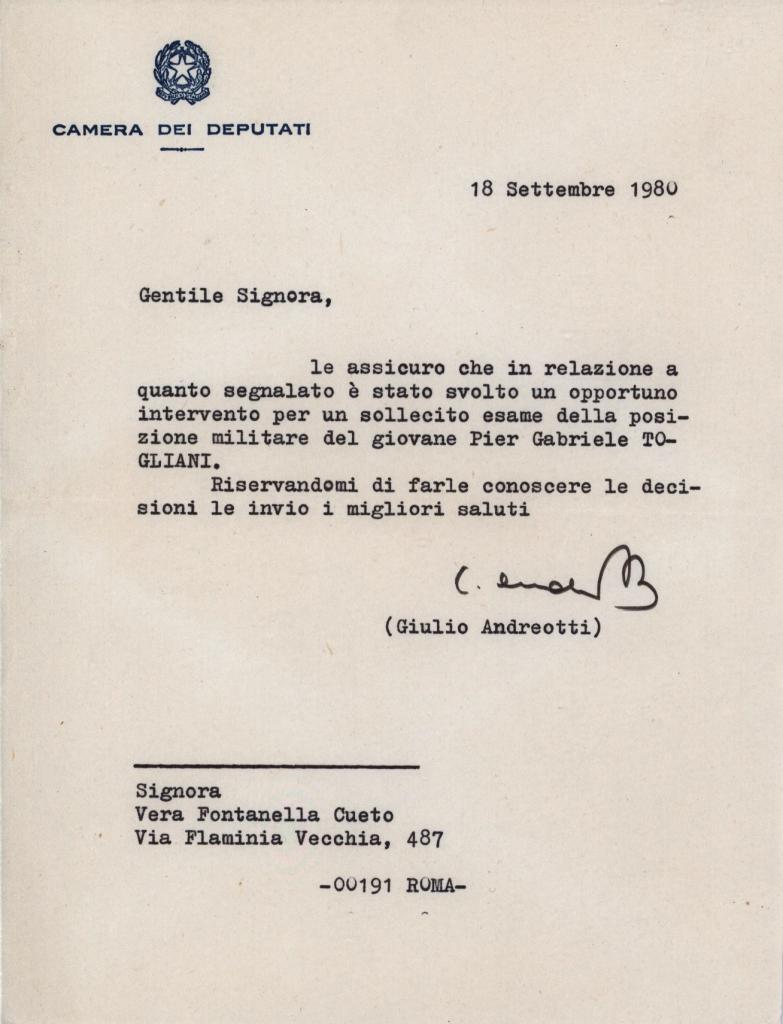 CAMERA DEI DEPUTATI
18 Settembre 1980
Gentile Signora,
le assicuro che in relazione a
quanto segnalato è stato svolto un opportuno
intervento per un sollecito esame della posi-
zione militare del giovane Pier Gabriele TO-
GLIANI.
Riservandomi di farle conoscere le deci-
sioni le invio i migliori saluti
(Giulio Andreotti)
Signora
Vera Fontanella Cueto
Via Flaminia Vecchia, 487
-00191 ROMA-